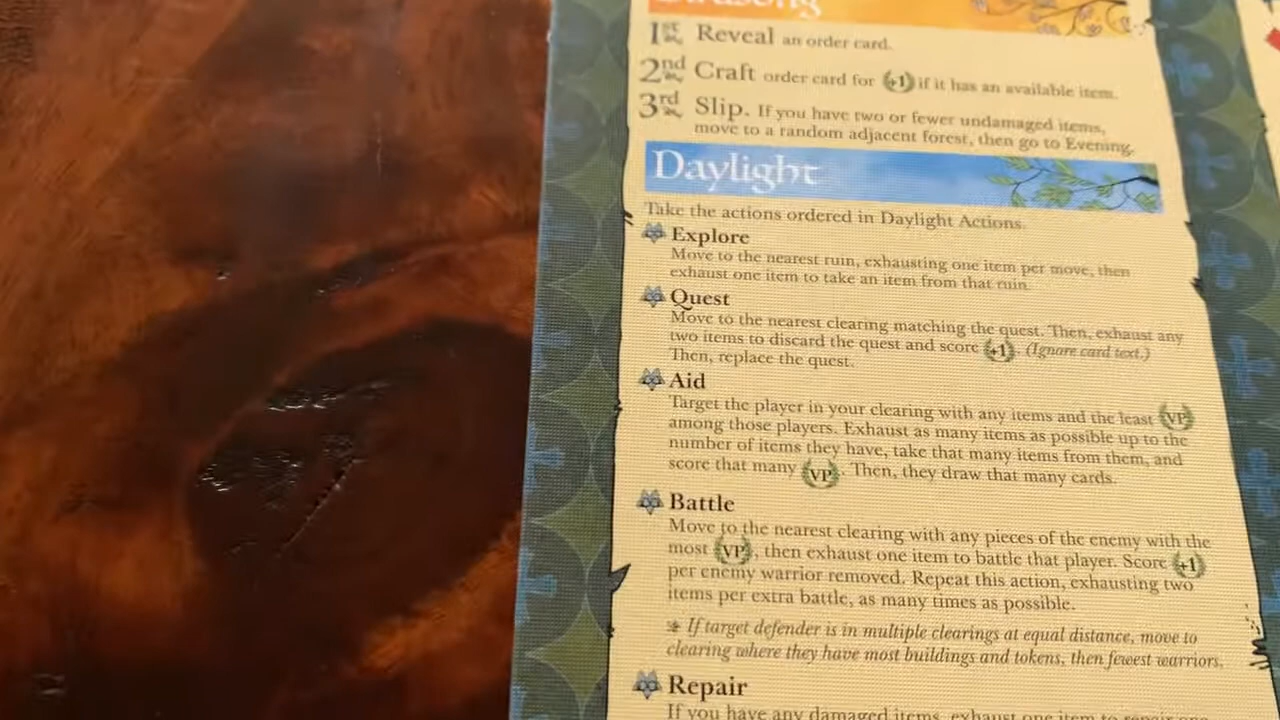 Birdsong
1st Reveal an order card.
2nd Craft order card for +1 if it has an available item.
3rd Slip. If you have two or fewer undamaged items,
move to a random adjacent forest, then go to Evening.
Daylight
Take the actions ordered in Daylight Actions.
Explore
Move to the nearest ruin, exhausting one item per move, then
exhaust one item to take an item from that ruin.
Quest
Move to the nearest clearing matching the quest. Then, exhaust any
two items to discard the quest and score +1. (Ignore card text.)
Then, replace the quest.
Aid
Target the player in your clearing with any items and the least VP
among those players. Exhaust as many items as possible up to the
number of items they have, take that many items from them, and
score that many VP. Then, they draw that many cards.
Battle
Move to the nearest clearing with any pieces of the enemy with the
most VP, then exhaust one item to battle that player. Score +1
per enemy warrior removed. Repeat this action, exhausting two
items per extra battle, as many times as possible.
If target defender is in multiple clearings at equal distance, move to
clearing where they have most buildings and tokens, then fewest warriors.
Repair
If you have any damaged items, exhaust one item to